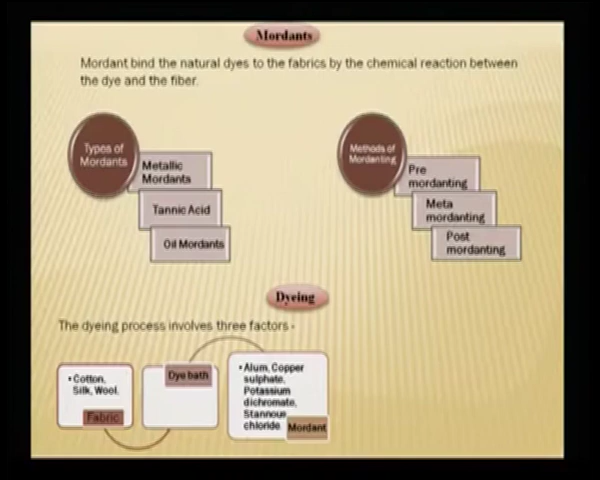 Mordants
Mordant bind the natural dyes to the fabrics by the chemical reaction between
the dye and the fiber.
Types of
Mordants
Metallic
Mordants
Tannic Acid
Oil Mordants
Methods of
Mordanting
Pre
mordanting
Meta
mordanting
Post
mordanting
Dyeing
The dyeing process involves three factors -
• Cotton,
Silk, Wool.
Fabric
Dye bath
• Alum, Copper
sulphate,
Potassium
dichromate,
Stannous
chloride
Mordant